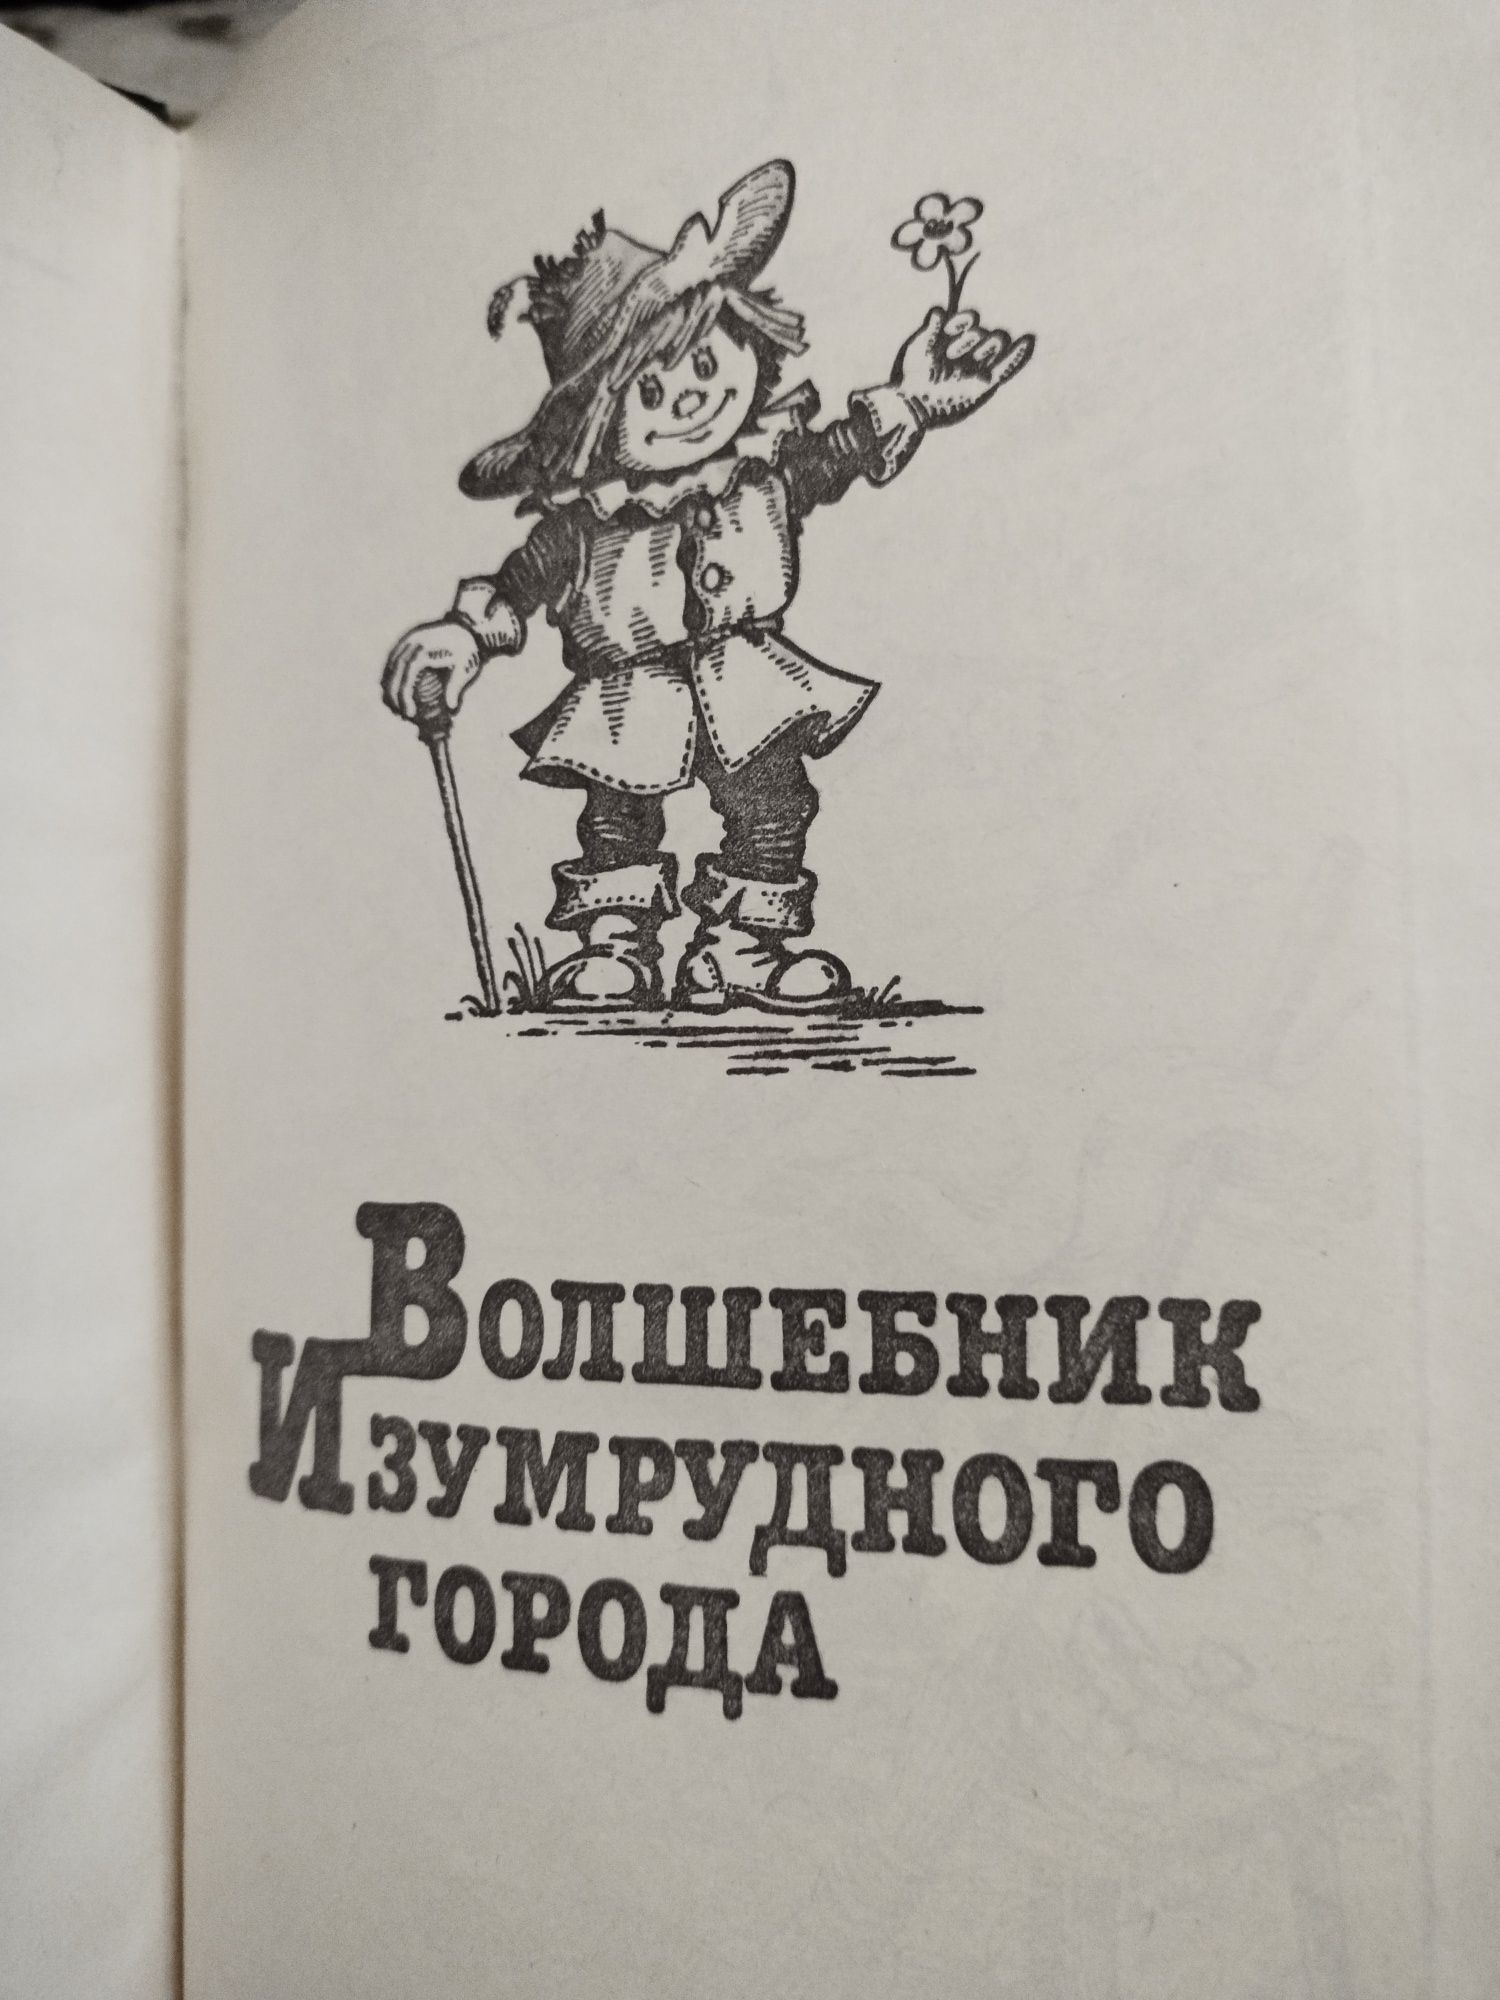 Волшебник
Изумрудного
города